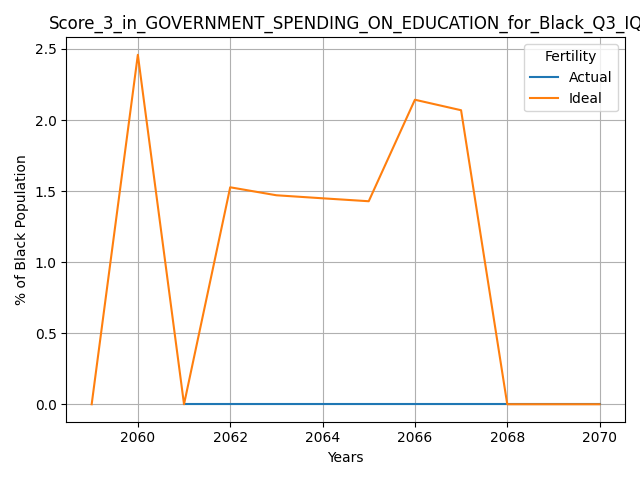 Score_3_in_GOVERNMENT_SPENDING_ON_EDUCATION_for_Black_Q3_IQ
Fertility
Actual
Ideal
2.5
2.0
1.5
1.0
0.5
0.0
% of Black Population
2060 2062 2064 2066 2068 2070
Years